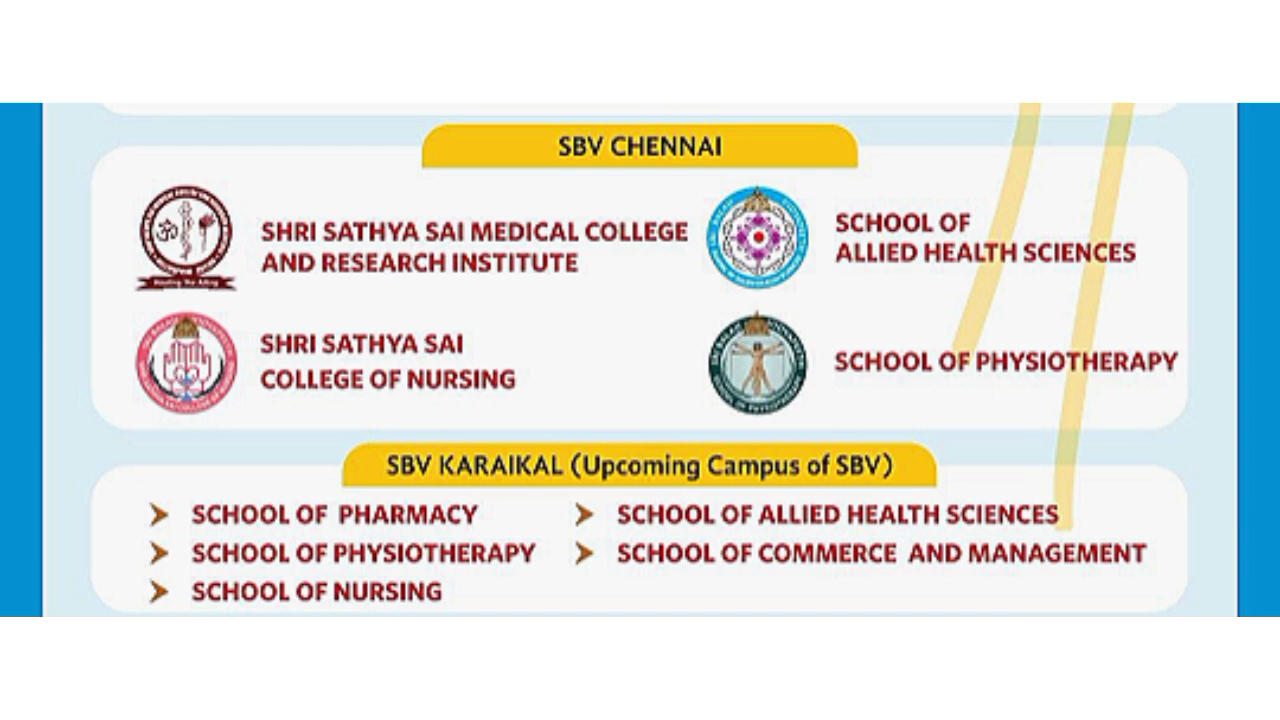 SBV CHENNAI
SHRI SATHYA SAI MEDICAL COLLEGE
AND RESEARCH INSTITUTE
SCHOOL OF
ALLIED HEALTH SCIENCES
SHRI SATHYA SAI
COLLEGE OF NURSING
SCHOOL OF PHYSIOTHERAPY
SBV KARAIKAL (Upcoming Campus of SBV)
SCHOOL OF PHARMACY
SCHOOL OF ALLIED HEALTH SCIENCES
SCHOOL OF PHYSIOTHERAPY
SCHOOL OF COMMERCE AND MANAGEMENT
SCHOOL OF NURSING